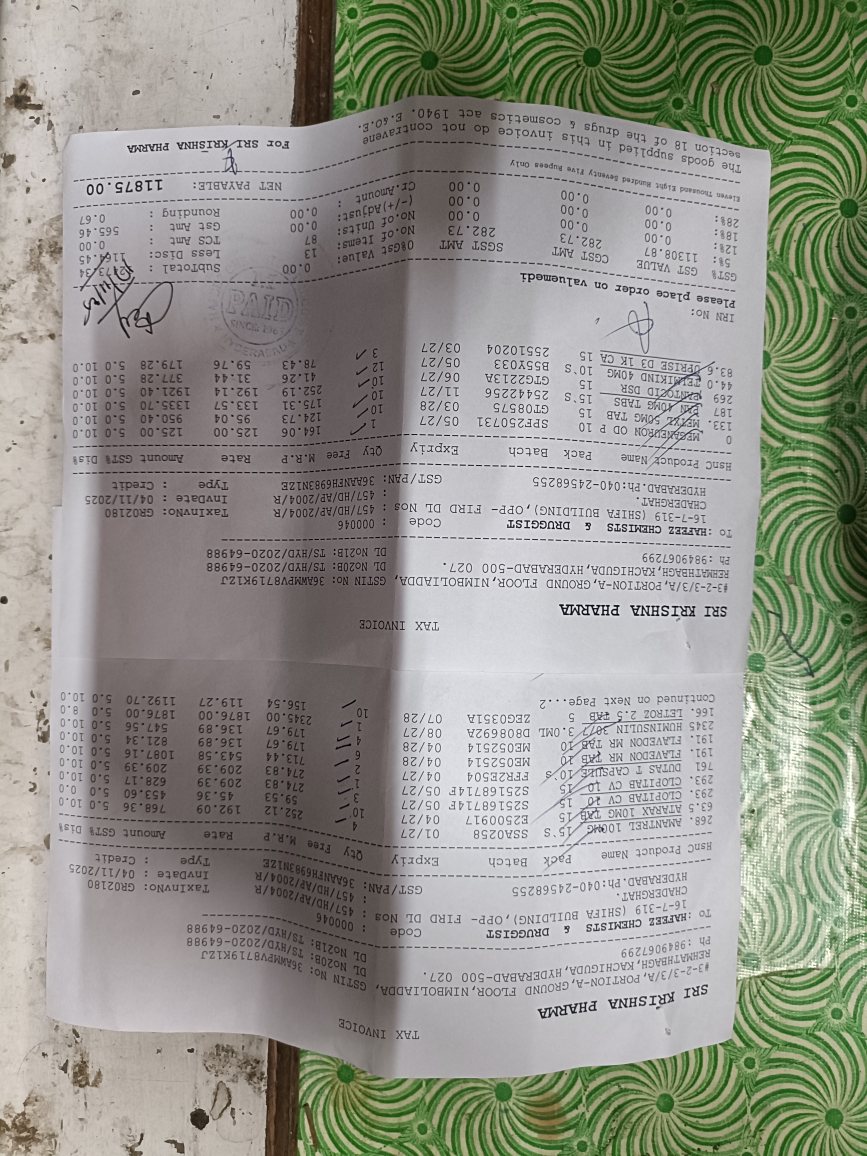 TAX INVOICE
SRI KRISHNA PHARMA
#3-2-3/3/A, PORTION-A, GROUND FLOOR, NIMBOLIADDA, GSTIN No: 36AWMPV8719K1ZJ
REHMATHBAGH, KACHIGUDA, HYDERABAD-500 027. DL No20B: TS/HYD/2020-64988
Ph :9849067299 DL No21B: TS/HYD/2020-64988
To: HAFEEZ CHEMISTS & DRUGGIST Code : 000046
16-7-319 (SHIFA BUILDING), OPP- FIRD DL Nos : 457/HD/AP/2004/R TaxInvNo: GR02180
CHADERGHAT. : 457/HD/AP/2004/R InvDate : 04/11/2025
HYDERABAD.Ph:040-24568255 GST/PAN: 36AANFH6983N1ZE Type : Credit
Hsnc Product Name Pack Batch Expriy Qty Free M.R.P Rate Amount GST% Dis%
268. AMANTREL 100MG 15'S SSA0258 01/27 4 252.12 192.09 768.36 5.0 10.0
63.5 ATARAX 10MG TAB 15 E2500917 04/27 10 59.53 45.36 453.60 5.0 0.0
293. CLOPITAB CV 10 15 S2516871 4F 05/27 3 274.83 209.39 628.17 5.0 10.0
293. CLOPITAB CV 10 15 S2516871 4F 05/27 274.83 209.39 209.39 5.0 10.0
761 DUTAS T CAPSULE 10'S FFZRE2504 04/27 2 713.44 543.58 1087.16 5.0 10.0
191. FLAVEDON MR TAB 10 MED52514 04/28 6 179.67 136.89 821.34 5.0 10.0
191. FLAVEDON MR TAB 10 MED52514 04/28 4 179.67 136.89 547.56 5.0 10.0
2345 HUMINSULIN 30/7 3.0ML D808692A 08/27 1 2345.00 1876.00 1876.00 5.0 8.0
166. LETROZ 2.5 TAB 5 ZEG0351A 07/28 10 156.54 119.27 1192.70 5.0 10.0
Continued on Next Page...2
TAX INVOICE
SRI KRISHNA PHARMA
#3-2-3/3/A, PORTION-A, GROUND FLOOR, NIMBOLIADDA, GSTIN No: 36AWMPV8719K1ZJ
REHMATHBAGH, KACHIGUDA, HYDERABAD-500 027. DL No20B: TS/HYD/2020-64988
Ph :9849067299 DL No21B: TS/HYD/2020-64988
To: HAFEEZ CHEMISTS & DRUGGIST Code : 000046
16-7-319 (SHIFA BUILDING), OPP- FIRD DL Nos : 457/HD/AP/2004/R TaxInvNo: GR02180
CHADERGHAT. : 457/HD/AP/2004/R InvDate : 04/11/2025
HYDERABAD.Ph:040-24568255 GST/PAN: 36AANFH6983N1ZE Type : Credit
Hsnc Product Name Pack Batch Expriy Qty Free M.R.P Rate Amount GST% Dis%
0 MEGANEURON OD P 10 SPF250731 05/27 1 164.06 125.00 125.00 5.0 10.0
133. METXL 50MG TAB 15 GT08575 03/28 10 124.73 95.04 950.40 5.0 10.0
187 PAN 40MG TABS 15'S 25442256 11/27 10 175.31 133.57 1335.70 5.0 10.0
269 PANTOCID DSR 15 GTG2213A 06/27 10 252.19 192.14 1921.40 5.0 10.0
44.0 TELMIKIND 40MG 10'S B55Y033 05/27 12 41.26 31.44 377.28 5.0 10.0
83.6 UPRISE D3 1K CA 15 25510204 03/27 3 78.43 59.76 179.28 5.0 10.0
IRN No:
PAID
SINCE
HYDERABAD
Please order place order on valuemedi
GST% GST VALUE CGST AMT SGST AMT 0%Gst Value: 0.00 SubTotal : 12473.34
5%: 11308.87 282.73 282.73 No.of Items: 13 Less Disc: 1164.45
12%: 0.00 0.00 0.00 No.of Units: 87 TCS Amt : 0.00
18%: 0.00 0.00 0.00 (-/+)Adjust: 0.00 Gst Amt : 565.46
28%: 0.00 0.00 0.00 Cr.Amount : 0.00 Rounding : 0.67
Eleven Thousand Eight Hundred Seventy Five Rupees Only NET PAYABLE: 11875.00
The goods supplied in this invoice do not contravene
section 18 of the drugs & cosmetics act 1940. E.&O.E.
For SRI KRISHNA PHARMA